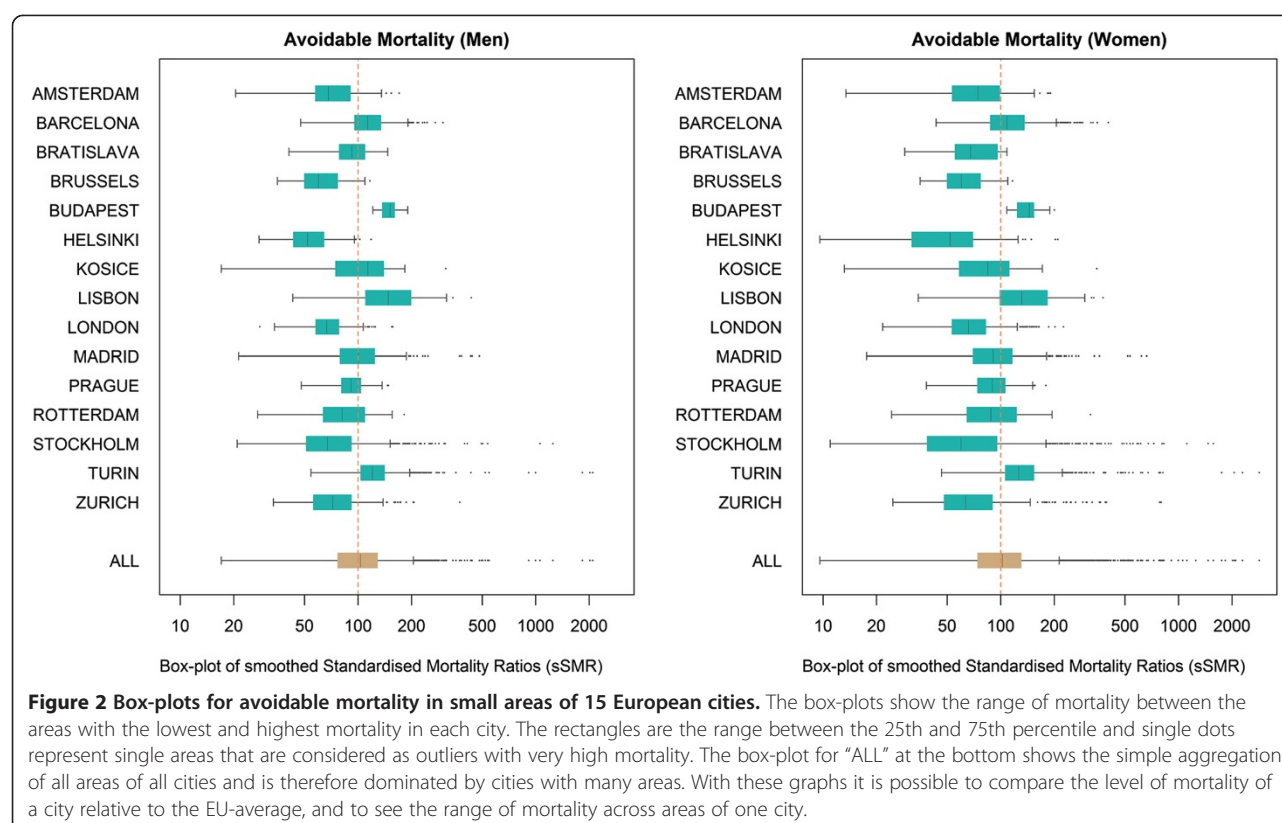 Avoidable Mortality (Men)
AMSTERDAM
BARCELONA
BRATISLAVA
BRUSSELS
BUDAPEST
HELSINKI
KOSICE
LISBON
LONDON
MADRID
PRAGUE
ROTTERDAM
STOCKHOLM
TURIN
ZURICH
ALL
10 20 50 100 200 500 1000 2000
Box-plot of smoothed Standardised Mortality Ratios (sSMR)
Avoidable Mortality (Women)
AMSTERDAM
BARCELONA
BRATISLAVA
BRUSSELS
BUDAPEST
HELSINKI
KOSICE
LISBON
LONDON
MADRID
PRAGUE
ROTTERDAM
STOCKHOLM
TURIN
ZURICH
ALL
10 20 50 100 200 500 1000 2000
Box-plot of smoothed Standardised Mortality Ratios (sSMR)
Figure 2 Box-plots for avoidable mortality in small areas of 15 European cities. The box-plots show the range of mortality between the
areas with the lowest and highest mortality in each city. The rectangles are the range between the 25th and 75th percentile and single dots
represent single areas that are considered as outliers with very high mortality. The box-plot for “ALL” at the bottom shows the simple aggregation
of all areas of all cities and is therefore dominated by cities with many areas. With these graphs it is possible to compare the level of mortality of
a city relative to the EU-average, and to see the range of mortality across areas of one city.